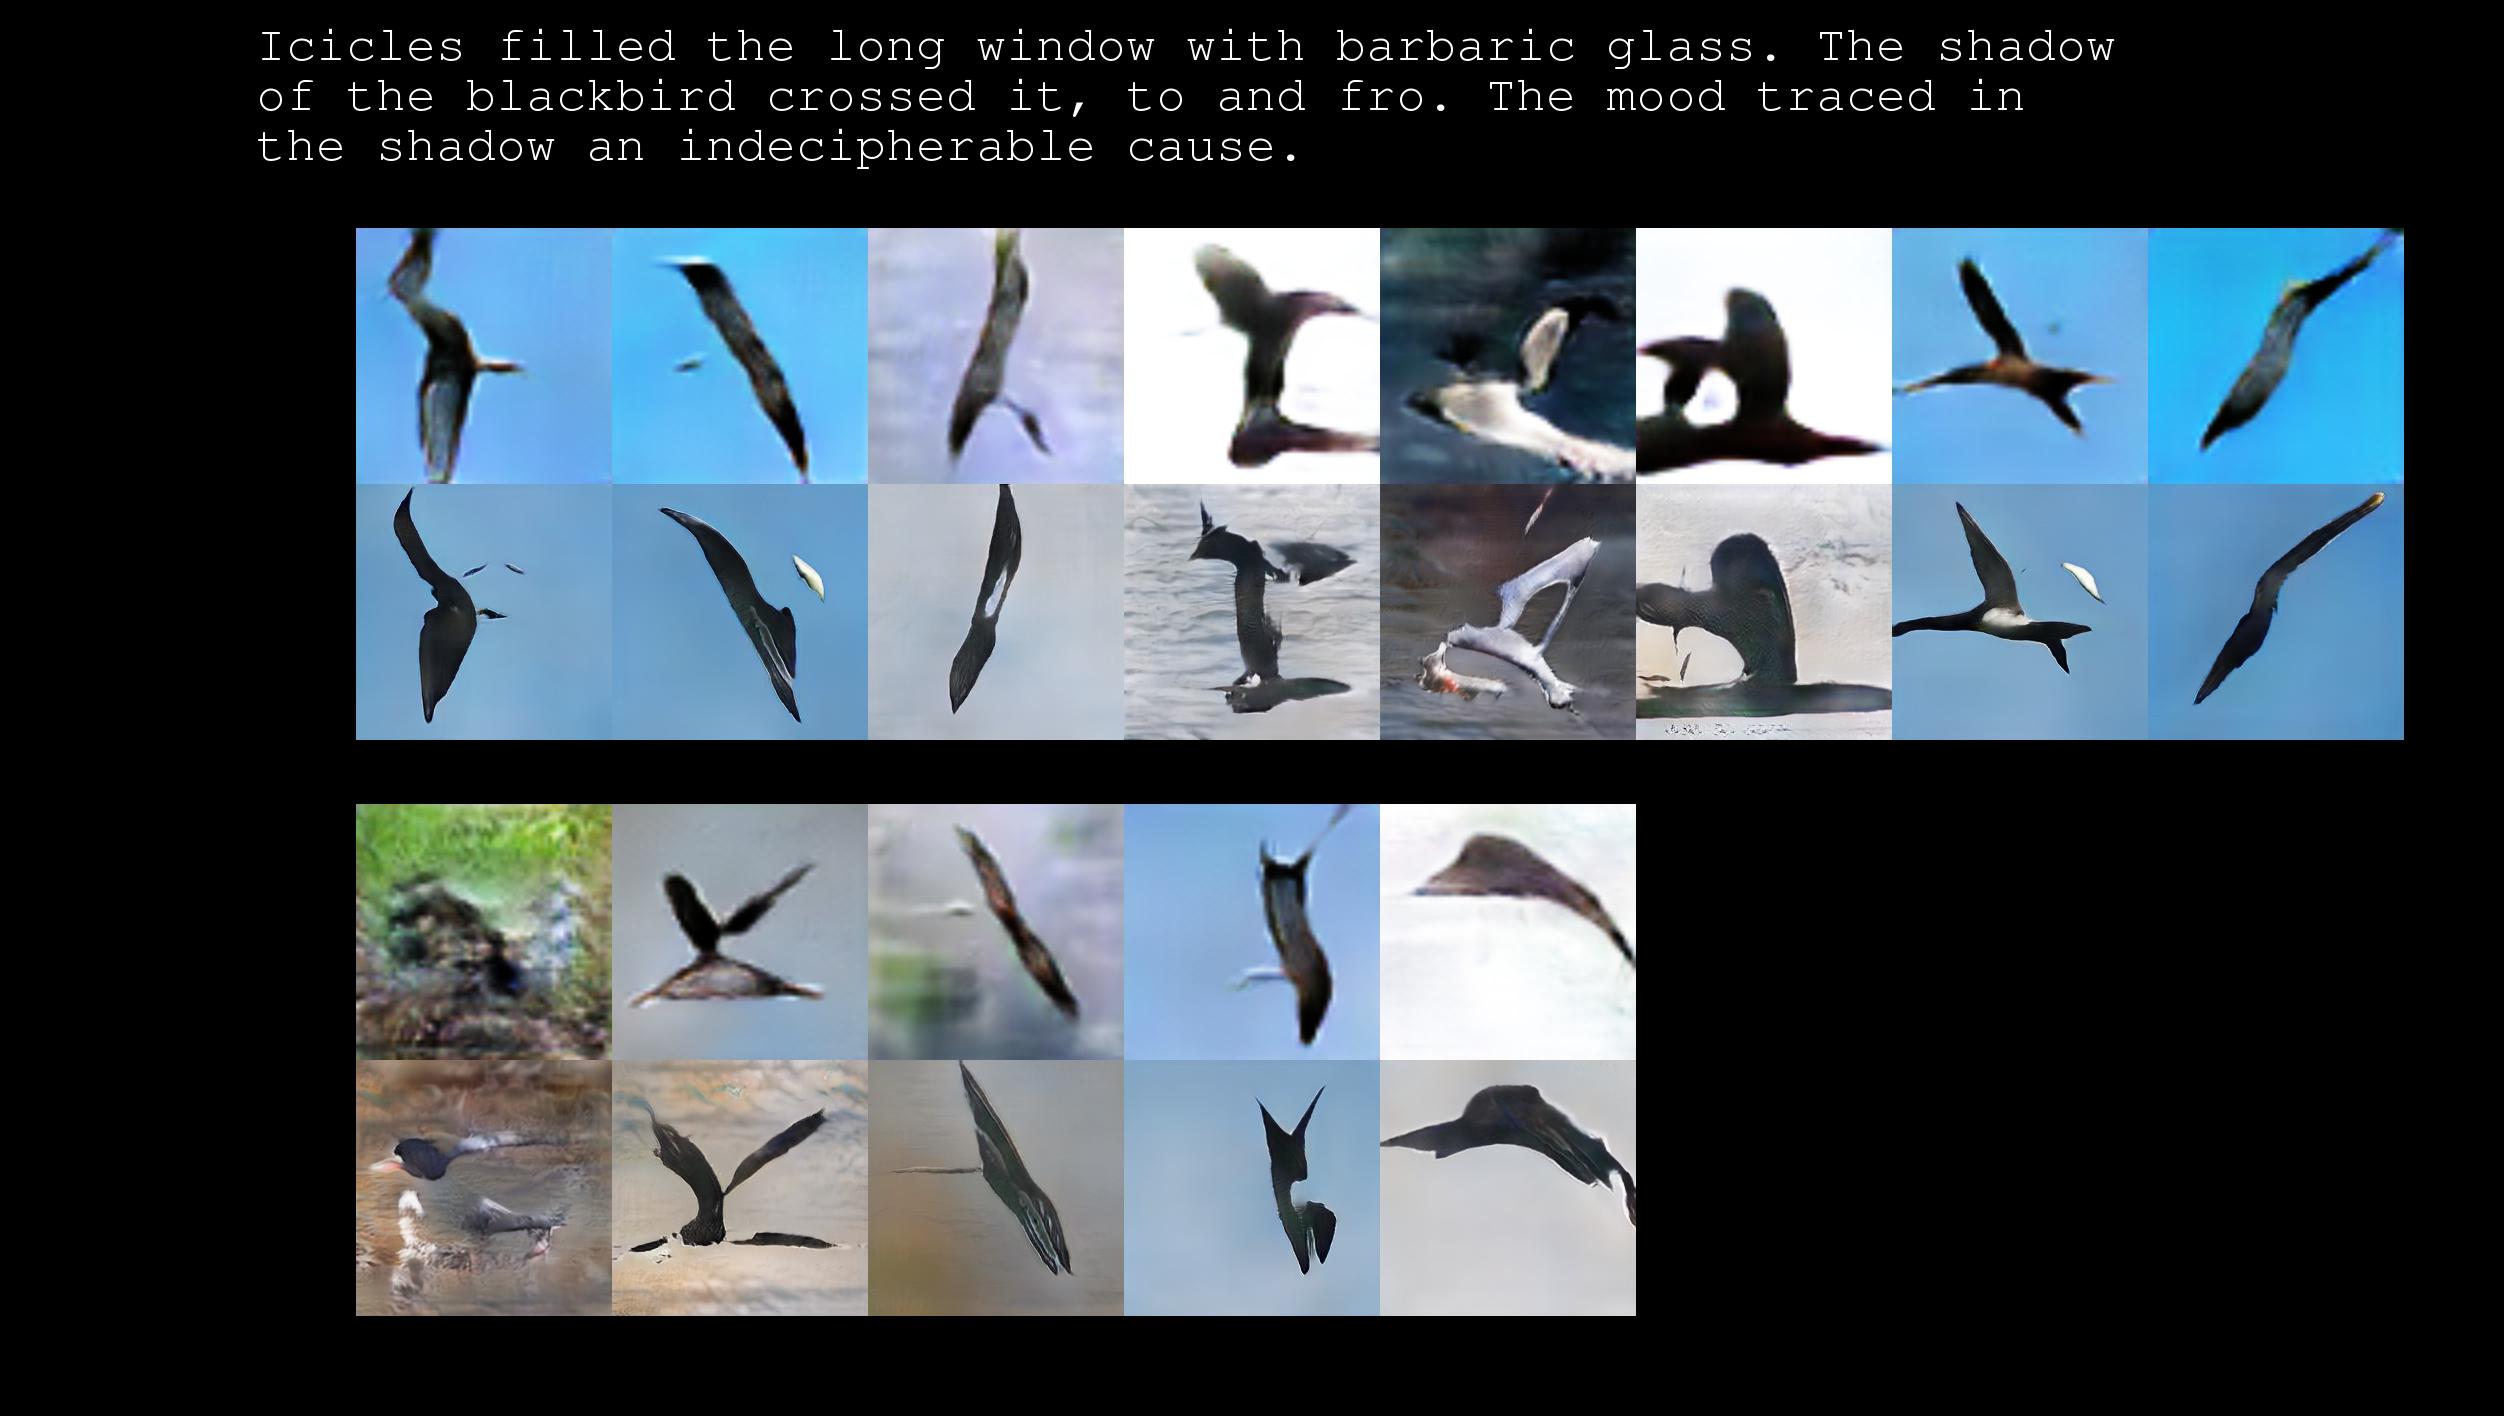 Icicles filled the long window with barbaric glass. The shadow
of the blackbird crossed it, to and fro. The mood traced in
the shadow an indecipherable cause.